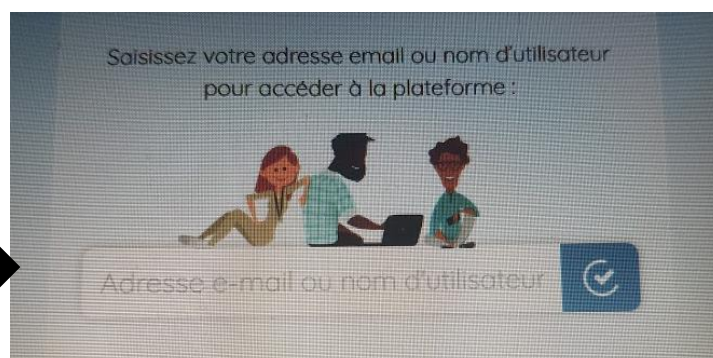 Saisissez votre adresse email ou nom d'utilisateur
pour accéder à la plateforme :
Adresse e-mail ou nom d'utilisateur